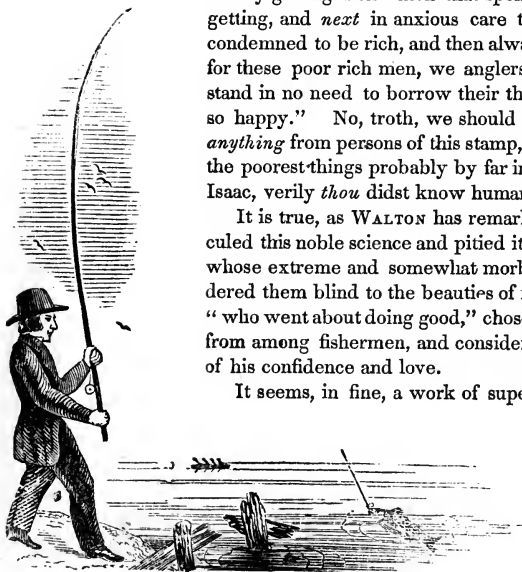 getting, and next in anxious care t
condemned to be rich, and then alwa
for these poor rich men, we anglers
stand in no need to borrow their th
so happy.” No, troth, we should
anything from persons of this stamp,
the poorest things probably by far in
Isaac, verily thou didst know human
It is true, as WALTON has remark
culed this noble science and pitied it
whose extreme and somewhat morb
dered them blind to the beauties of
“ who went about doing good,” chos
from among fishermen, and consider
of his confidence and love.
It seems, in fine, a work of supe